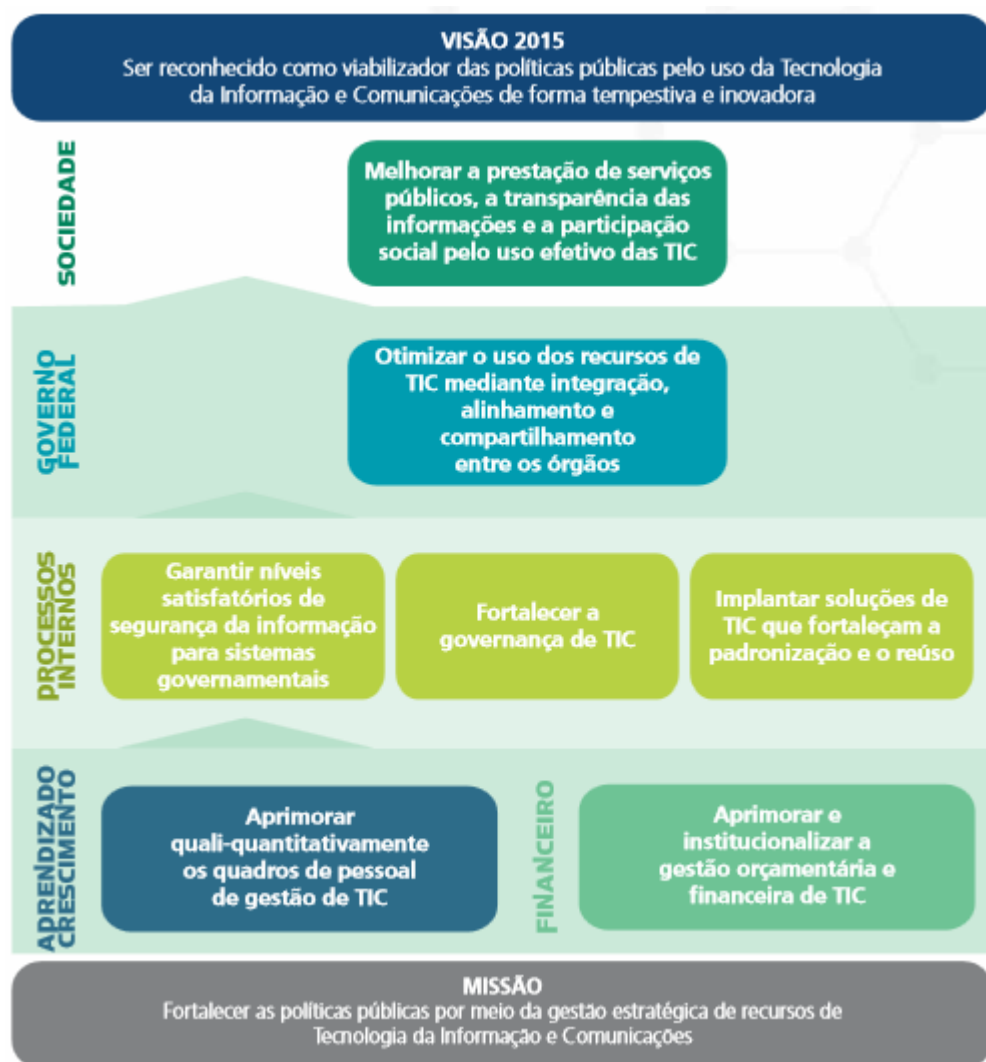 VISÃO 2015
Ser reconhecido como viabilizador das políticas públicas pelo uso da Tecnologia
da Informação e Comunicações de forma tempestiva e inovadora
SOCIEDADE
Melhorar a prestação de serviços
públicos, a transparência das
informações e a participação
social pelo uso efetivo das TIC
GOVERNO
FEDERAL
Otimizar o uso dos recursos de
TIC mediante integração,
alinhamento e
compartilhamento
entre os órgãos
PROCESSOS
INTERNOS
Garantir níveis
satisfatórios de
segurança da informação
para sistemas
governamentais
Fortalecer a
governança de TIC
Implantar soluções de
TIC que fortaleçam a
padronização e o reúso
APRENDIZADO
CRESCIMENTO
Aprimorar
quali-quantitativamente
os quadros de pessoal
de gestão de TIC
FINANCEIRO
Aprimorar e
institucionalizar a
gestão orçamentária e
financeira de TIC
MISSÃO
Fortalecer as políticas públicas por meio da gestão estratégica de recursos de
Tecnologia da Informação e Comunicações